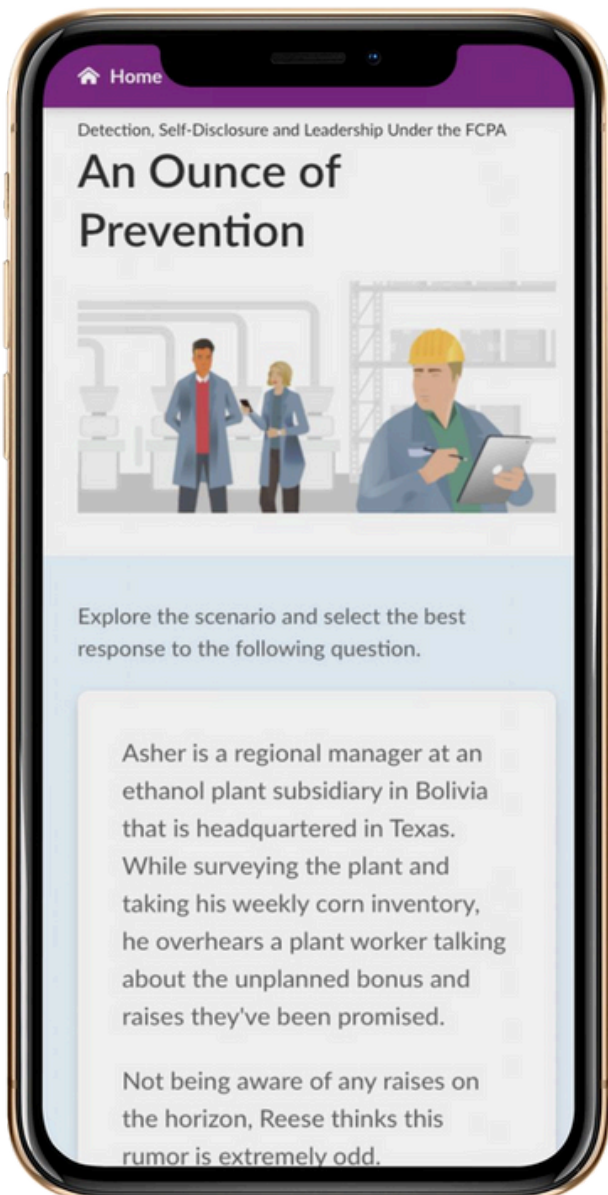 Home
Detection, Self-Disclosure and Leadership Under the FCPA
An Ounce of
Prevention
Explore the scenario and select the best
response to the following question.
Asher is a regional manager at an
ethanol plant subsidiary in Bolivia
that is headquartered in Texas.
While surveying the plant and
taking his weekly corn inventory,
he overhears a plant worker talking
about the unplanned bonus and
raises they've been promised.
Not being aware of any raises on
the horizon, Reese thinks this
rumor is extremely odd.